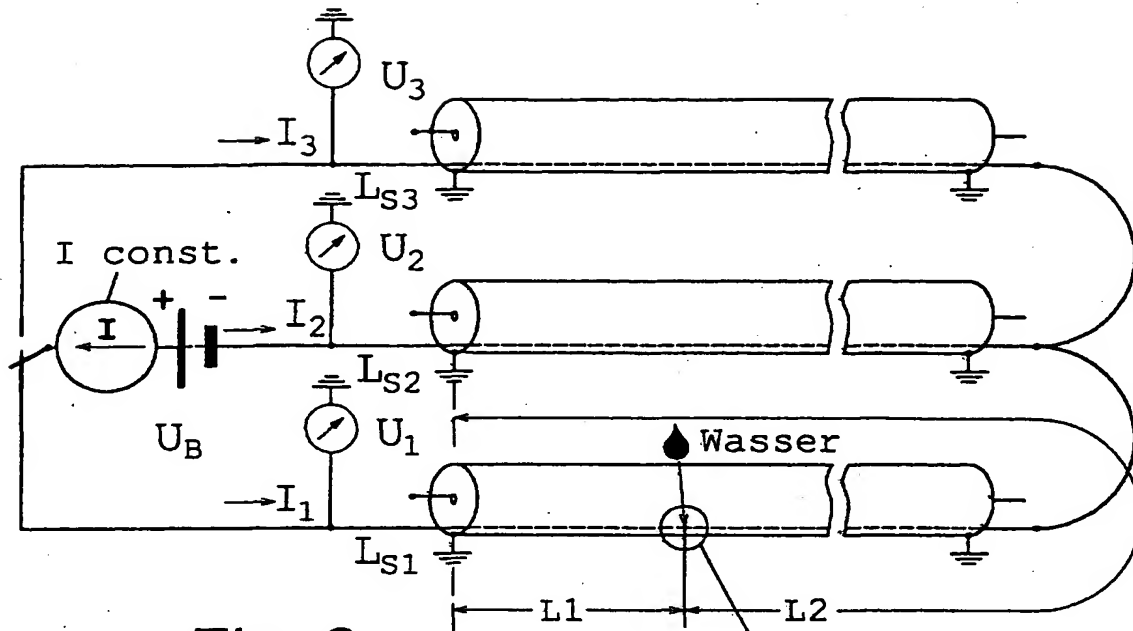 U3
I3
LS3
I const.
U2
+ -
I
I2
LS2
UB
U1
Wasser
I1
LS1
L1
L2